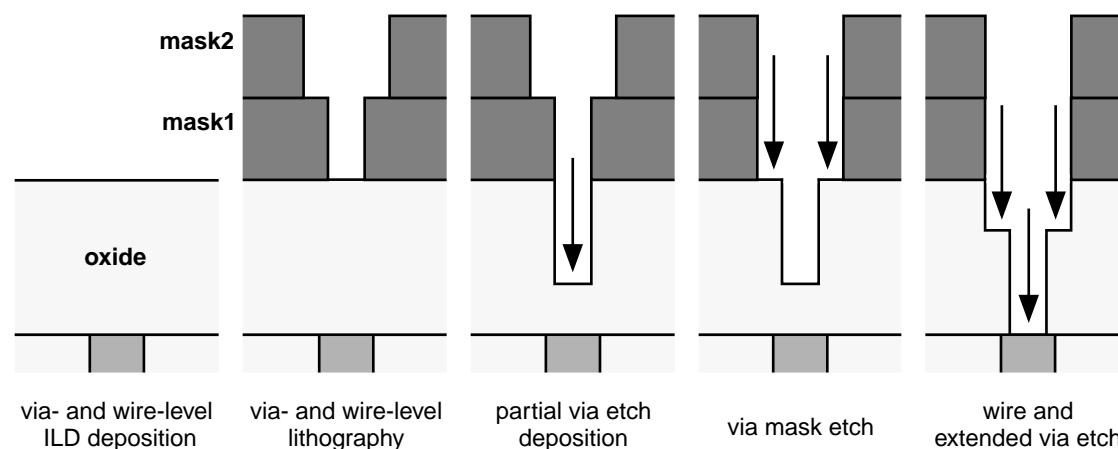 mask2
mask1
oxide
via- and wire-level
ILD deposition
via- and wire-level
lithography
partial via etch
deposition
via mask etch
wire and
extended via etch